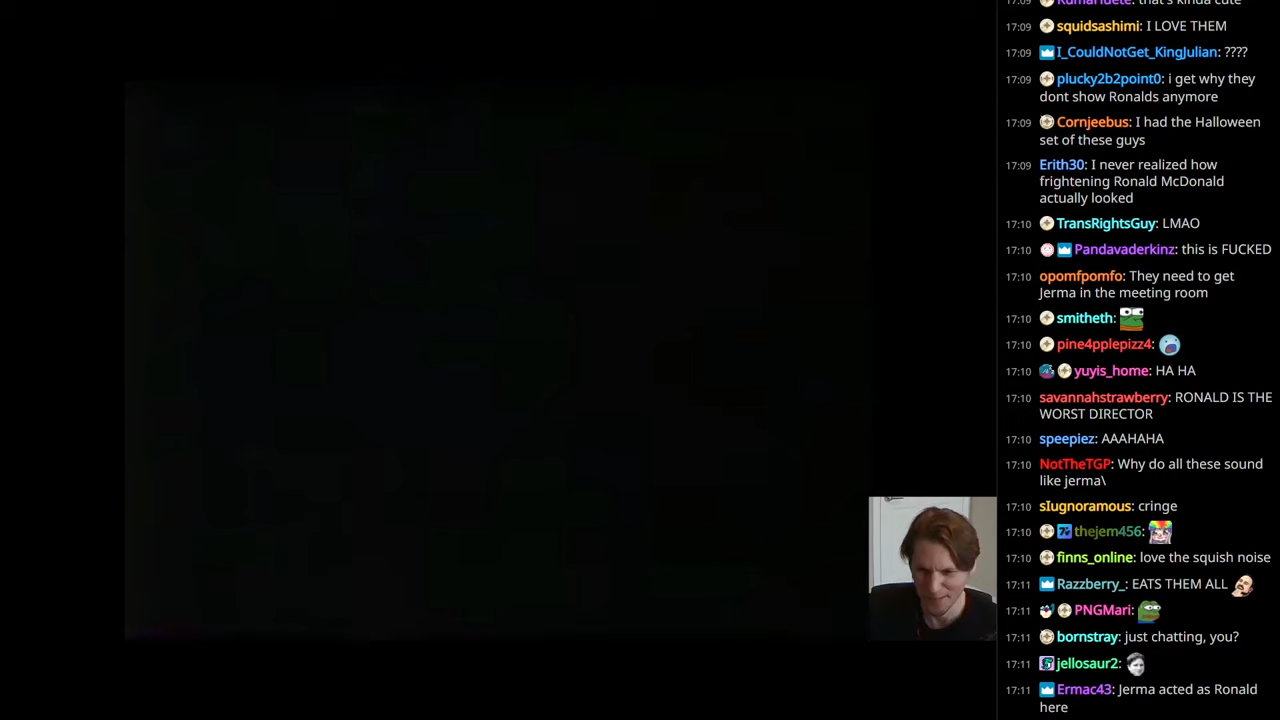 17:09 KumaHuete: that's kinda cute
17:09 squidsashimi: I LOVE THEM
17:09 I_CouldNotGet_KingJulian: ????
17:09 plucky2b2point0: i get why they
dont show Ronalds anymore
17:09 Cornjeebus: I had the Halloween
set of these guys
17:09 Erith30: I never realized how
frightening Ronald McDonald
actually looked
17:10 TransRightsGuy: LMAO
17:10 Pandavaderkinz: this is FUCKED
17:10 opomfpomfo: They need to get
Jerma in the meeting room
17:10 smitheth:
17:10 pine4pplepizz4:
17:10 yuyis_home: HA HA
17:10 savannahstrawberry: RONALD IS THE
WORST DIRECTOR
17:10 speepiez: AAAHAHA
17:10 NotTheTGP: Why do all these sound
like jerma\
17:10 sIugnoramous: cringe
17:10 thejem456:
17:10 finns_online: love the squish noise
17:11 Razzberry_: EATS THEM ALL
17:11 PNGMari:
17:11 bornstray: just chatting, you?
17:11 jellosaur2:
17:11 Ermac43: Jerma acted as Ronald
here